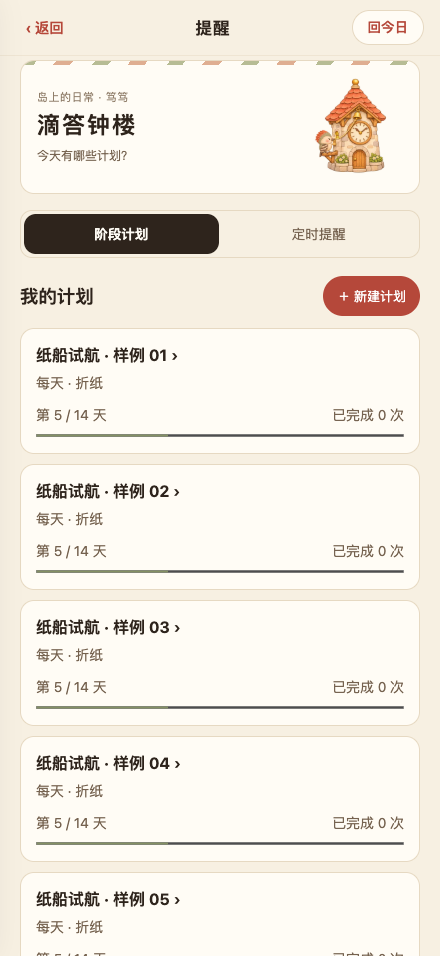 ‹ 返回
提醒
回今日
岛上的日常 · 笃笃
滴答钟楼
今天有哪些计划?
阶段计划
定时提醒
我的计划
+ 新建计划
纸船试航 · 样例 01 ›
每天 · 折纸
第 5 / 14 天
已完成 0 次
纸船试航 · 样例 02 ›
每天 · 折纸
第 5 / 14 天
已完成 0 次
纸船试航 · 样例 03 ›
每天 · 折纸
第 5 / 14 天
已完成 0 次
纸船试航 · 样例 04 ›
每天 · 折纸
第 5 / 14 天
已完成 0 次
纸船试航 · 样例 05 ›
每天 · 折纸